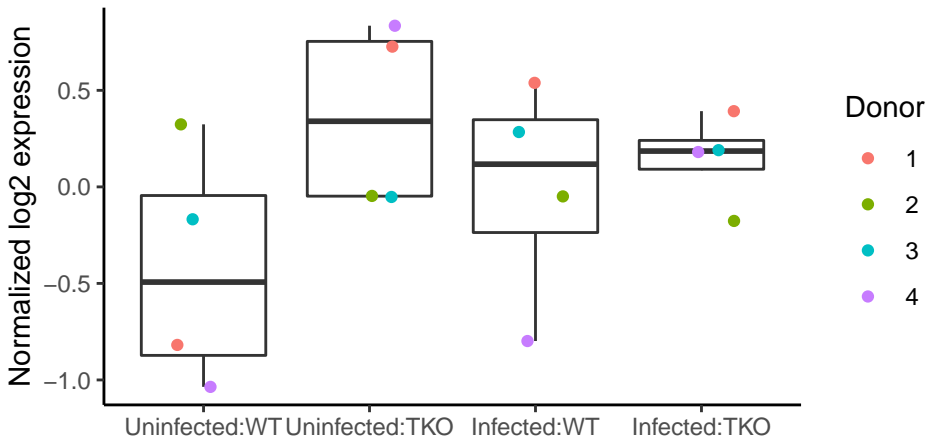 Normalized log2 expression
0.5
0.0
−0.5
−1.0
Uninfected:WT
Uninfected:TKO
Infected:WT
Infected:TKO
Donor
1
2
3
4